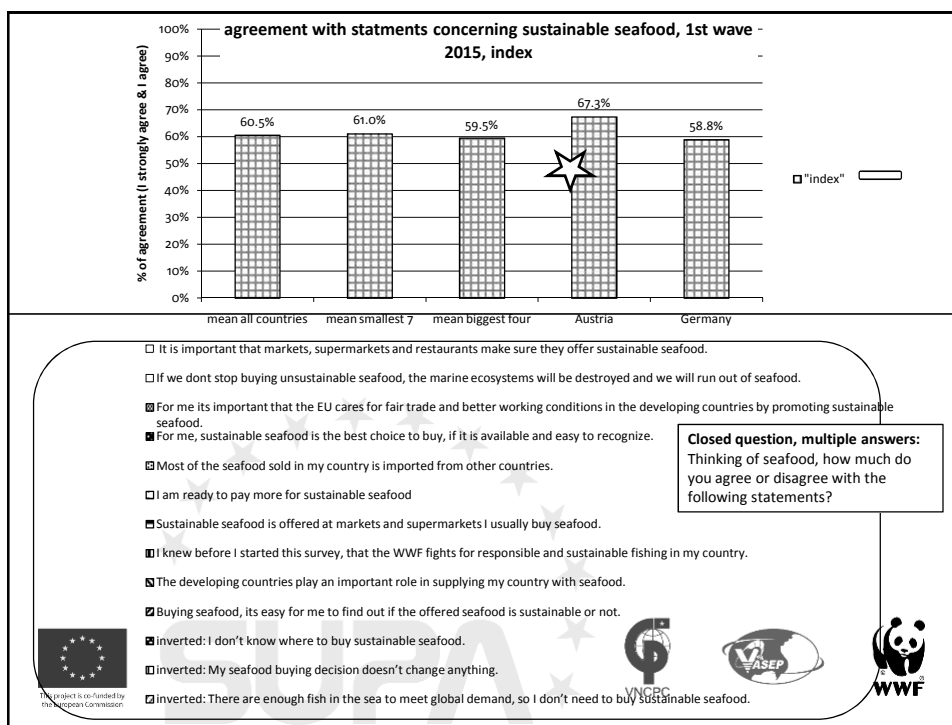 agreement with statments concerning sustainable seafood, 1st wave
2015, index
% of agreement (I strongly agree & I agree)
100%
90%
80%
70%
60%
50%
40%
30%
20%
10%
0%
60.5%
61.0%
59.5%
67.3%
58.8%
mean all countries
mean smallest 7
mean biggest four
Austria
Germany
"index"
It is important that markets, supermarkets and restaurants make sure they offer sustainable seafood.
If we dont stop buying unsustainable seafood, the marine ecosystems will be destroyed and we will run out of seafood.
For me its important that the EU cares for fair trade and better working conditions in the developing countries by promoting sustainable
seafood.
For me, sustainable seafood is the best choice to buy, if it is available and easy to recognize.
Most of the seafood sold in my country is imported from other countries.
I am ready to pay more for sustainable seafood
Sustainable seafood is offered at markets and supermarkets I usually buy seafood.
I knew before I started this survey, that the WWF fights for responsible and sustainable fishing in my country.
The developing countries play an important role in supplying my country with seafood.
Buying seafood, its easy for me to find out if the offered seafood is sustainable or not.
inverted: I don't know where to buy sustainable seafood.
inverted: My seafood buying decision doesn't change anything.
inverted: There are enough fish in the sea to meet global demand, so I don't need to buy sustainable seafood.
Closed question, multiple answers:
Thinking of seafood, how much do
you agree or disagree with the
following statements?
SUPA
This project is co-funded by
the European Commission
VNCPC
VASEP
WWF